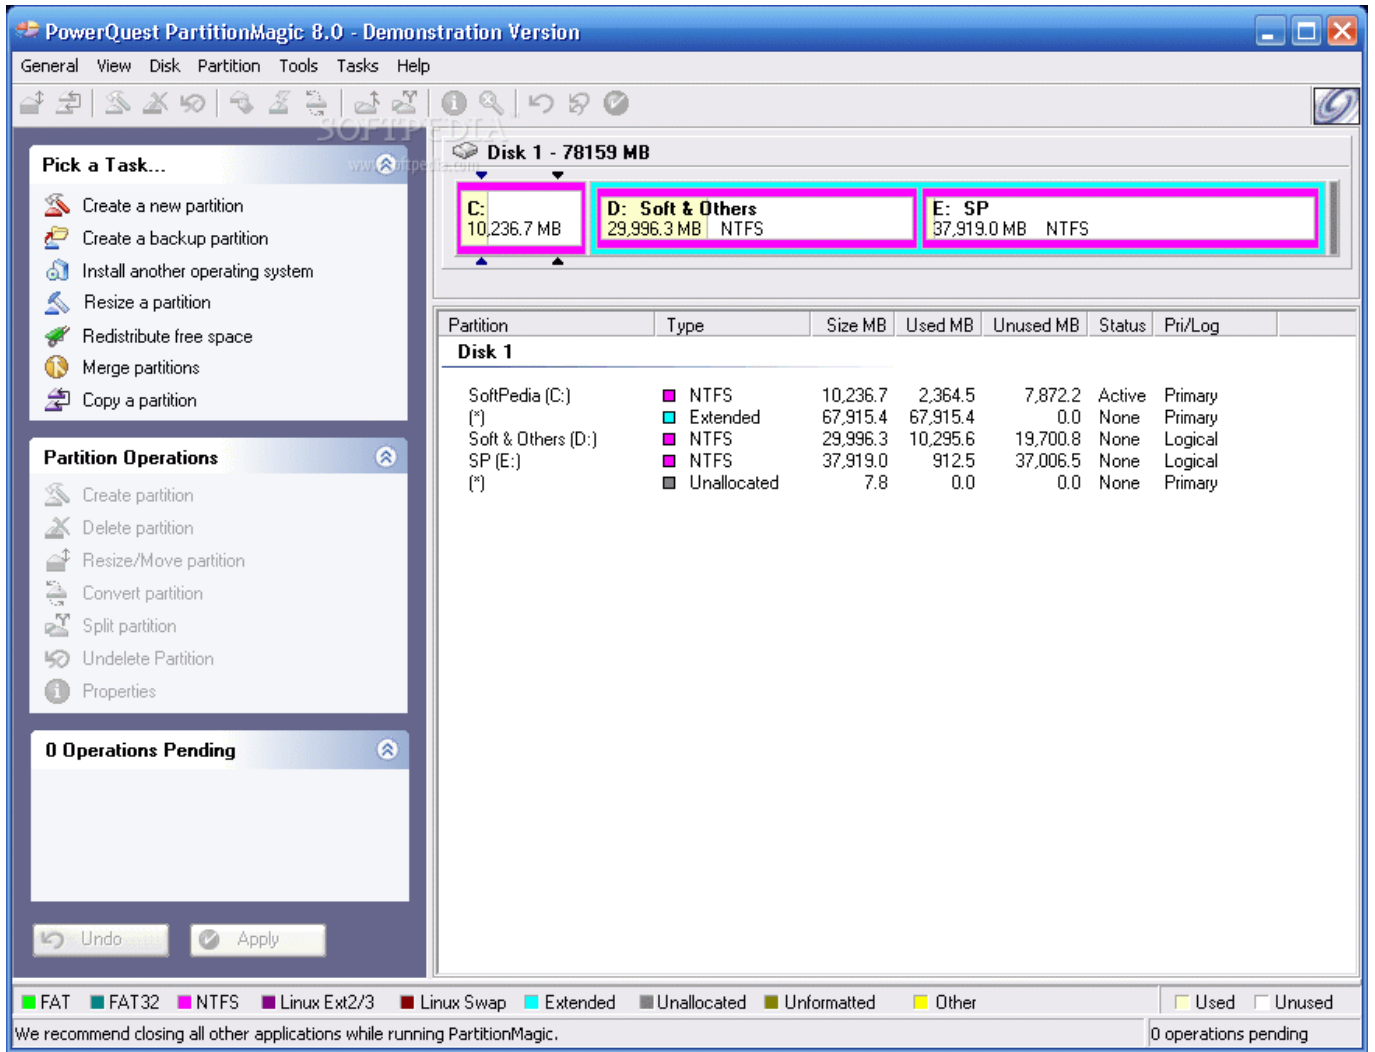 PowerQuest PartitionMagic 8.0 - Demonstration Version
General View Disk Partition Tools Tasks Help
SOFTPEDIA
www.softpedia.com
Pick a Task...
Create a new partition
Create a backup partition
Install another operating system
Resize a partition
Redistribute free space
Merge partitions
Copy a partition
Partition Operations
Create partition
Delete partition
Resize/Move partition
Convert partition
Split partition
Undelete Partition
Properties
0 Operations Pending
Undo Apply
Disk 1 - 78159 MB
C: D: Soft & Others E: SP
10,236.7 MB 29,996.3 MB NTFS 37,919.0 MB NTFS
Partition Type Size MB Used MB Unused MB Status Pri/Log
Disk 1
SoftPedia (C:) NTFS 10,236.7 2,364.5 7,872.2 Active Primary
(*) Extended 67,915.4 67,915.4 0.0 None Primary
Soft & Others (D:) NTFS 29,996.3 10,295.6 19,700.8 None Logical
SP (E:) NTFS 37,919.0 912.5 37,006.5 None Logical
(*) Unallocated 7.8 0.0 0.0 None Primary
FAT FAT32 NTFS Linux Ext2/3 Linux Swap Extended Unallocated Unformatted Other Used Unused
We recommend closing all other applications while running PartitionMagic. 0 operations pending